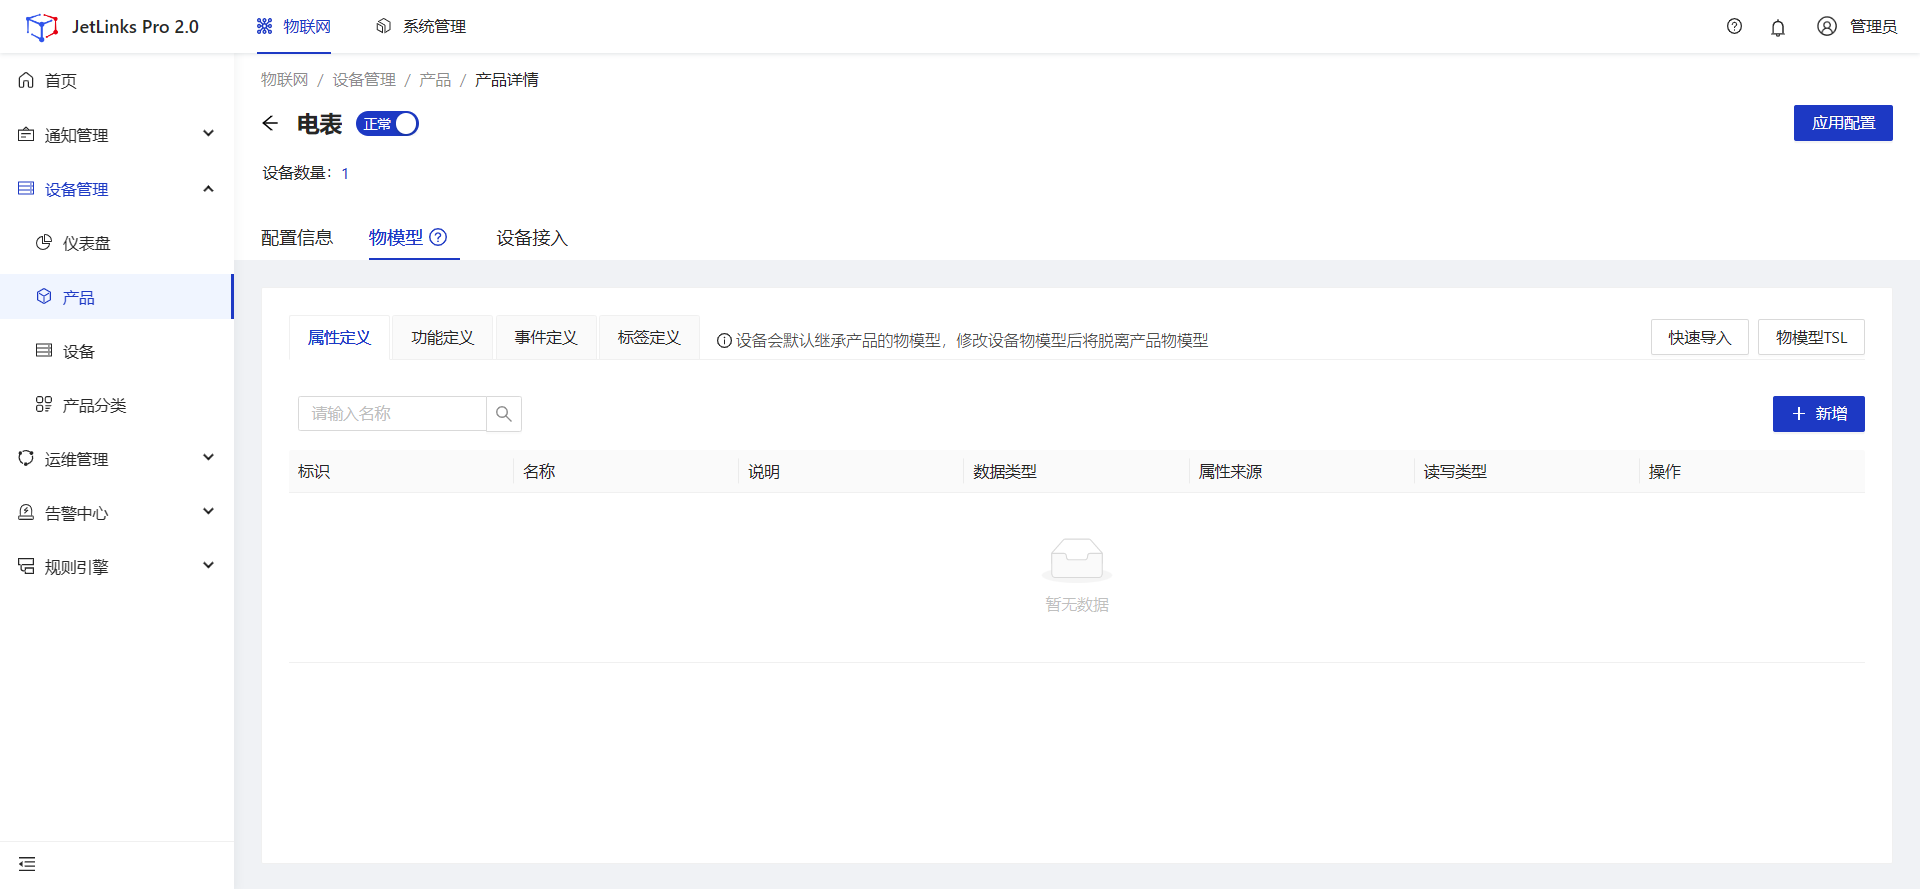 JetLinks Pro 2.0
物联网
系统管理
管理员
首页
通知管理
设备管理
仪表盘
产品
设备
产品分类
运维管理
告警中心
规则引擎
物联网 / 设备管理 / 产品 / 产品详情
电表
正常
应用配置
设备数量： 1
配置信息
物模型
设备接入
属性定义
功能定义
事件定义
标签定义
设备会默认继承产品的物模型，修改设备物模型后将脱离产品物模型
快速导入
物模型TSL
请输入名称
新增
标识
名称
说明
数据类型
属性来源
读写类型
操作
暂无数据